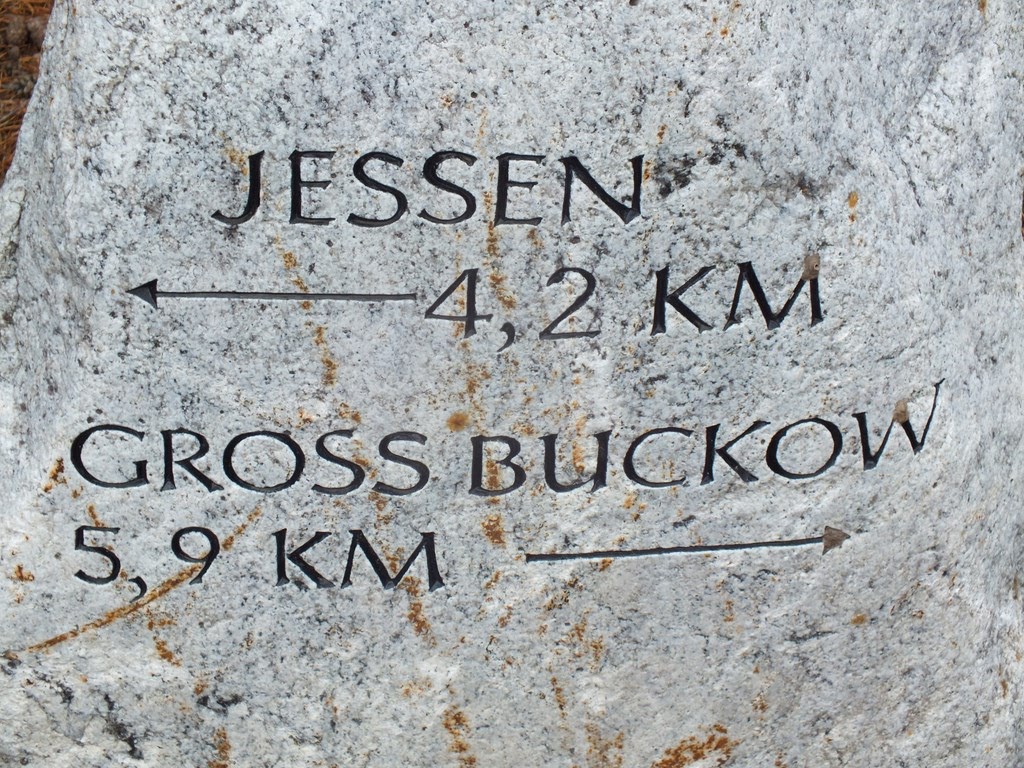 JESSEN
4,2 KM
GROSS BUCKOW
5,9 KM